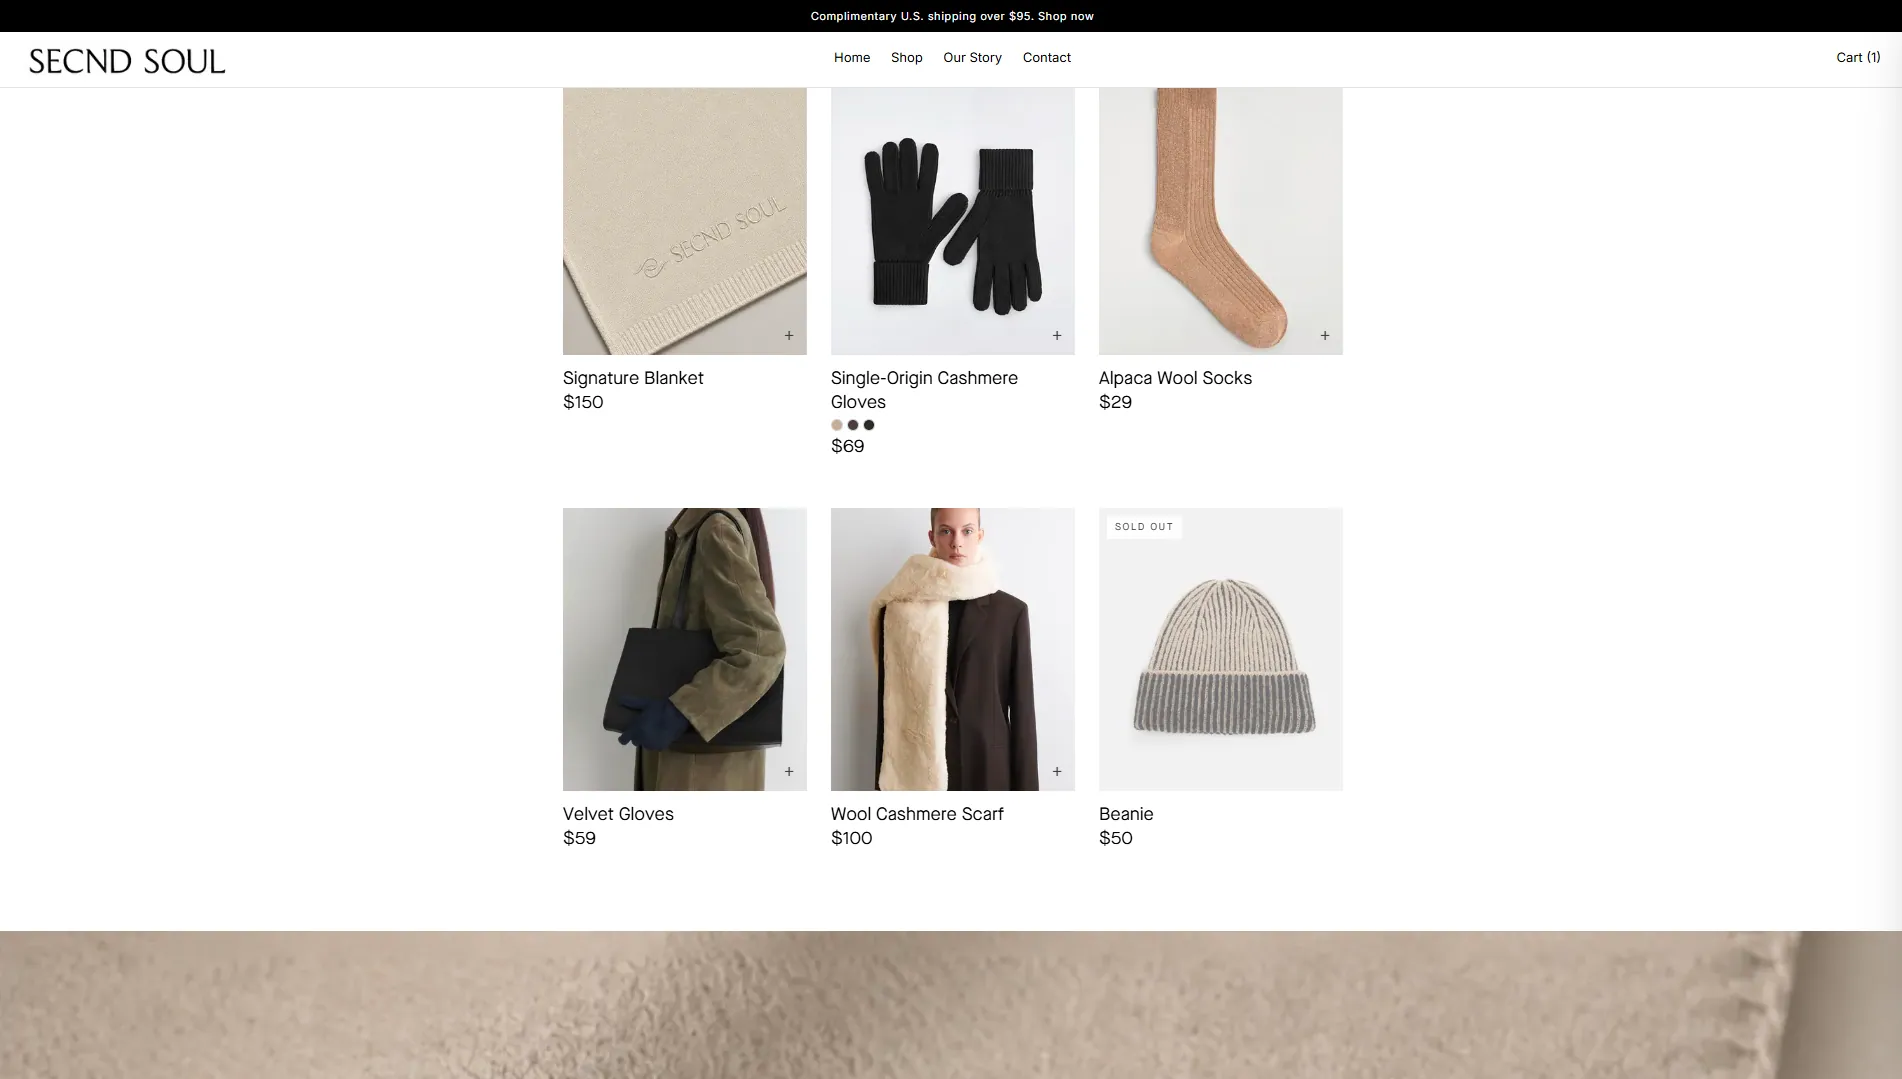 Complimentary U.S. shipping over $95. Shop now
SECND SOUL
Home
Shop
Our Story
Contact
Cart (1)
SECND SOUL
+
+
+
Signature Blanket
$150
Single-Origin Cashmere
Gloves
$69
Alpaca Wool Socks
$29
SOLD OUT
+
+
Velvet Gloves
$59
Wool Cashmere Scarf
$100
Beanie
$50